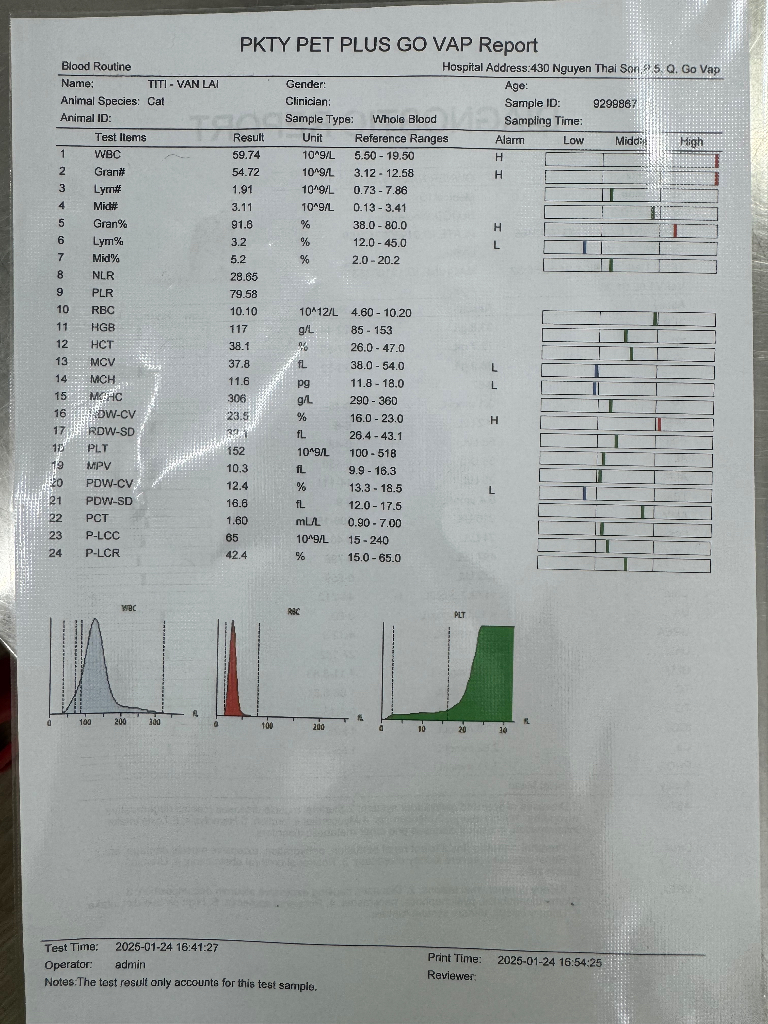 PKTY PET PLUS GO VAP Report
Blood Routine Hospital Address:430 Nguyen Thai Son, P 5, Q. Go Vap
Name: TITI - VAN LAI Gender: Age:
Animal Species: Cat Clinician: Sample ID: 9299867
Animal ID: Sample Type: Whole Blood Sampling Time:
Test Items Result Unit Reference Ranges Alarm Low Middle High
1 WBC 59.74 10^9/L 5.50 - 19.50 H
2 Gran# 54.72 10^9/L 3.12 - 12.58 H
3 Lym# 1.91 10^9/L 0.73 - 7.86
4 Mid# 3.11 10^9/L 0.13 - 3.41
5 Gran% 91.6 % 38.0 - 80.0 H
6 Lym% 3.2 % 12.0 - 45.0 L
7 Mid% 5.2 % 2.0 - 20.2
8 NLR 28.65
9 PLR 79.58
10 RBC 10.10 10^12/L 4.60 - 10.20
11 HGB 117 g/L 85 - 153
12 HCT 38.1 % 26.0 - 47.0
13 MCV 37.8 fL 38.0 - 54.0 L
14 MCH 11.6 pg 11.8 - 18.0 L
15 MCHC 306 g/L 290 - 360
16 RDW-CV 23.5 % 16.0 - 23.0 H
17 RDW-SD fL 26.4 - 43.1
18 PLT 152 10^9/L 100 - 518
19 MPV 10.3 fL 9.9 - 16.3
20 PDW-CV 12.4 % 13.3 - 18.5 L
21 PDW-SD 16.6 fL 12.0 - 17.5
22 PCT 1.60 mL/L 0.90 - 7.00
23 P-LCC 65 10^9/L 15 - 240
24 P-LCR 42.4 % 15.0 - 65.0
WBC RBC PLT
0 100 200 300 fL 0 100 200 fL 0 10 20 30 fL
Test Time: 2025-01-24 16:41:27 Print Time: 2025-01-24 16:54:25
Operator: admin Reviewer:
Notes:The test result only accounts for this test sample.